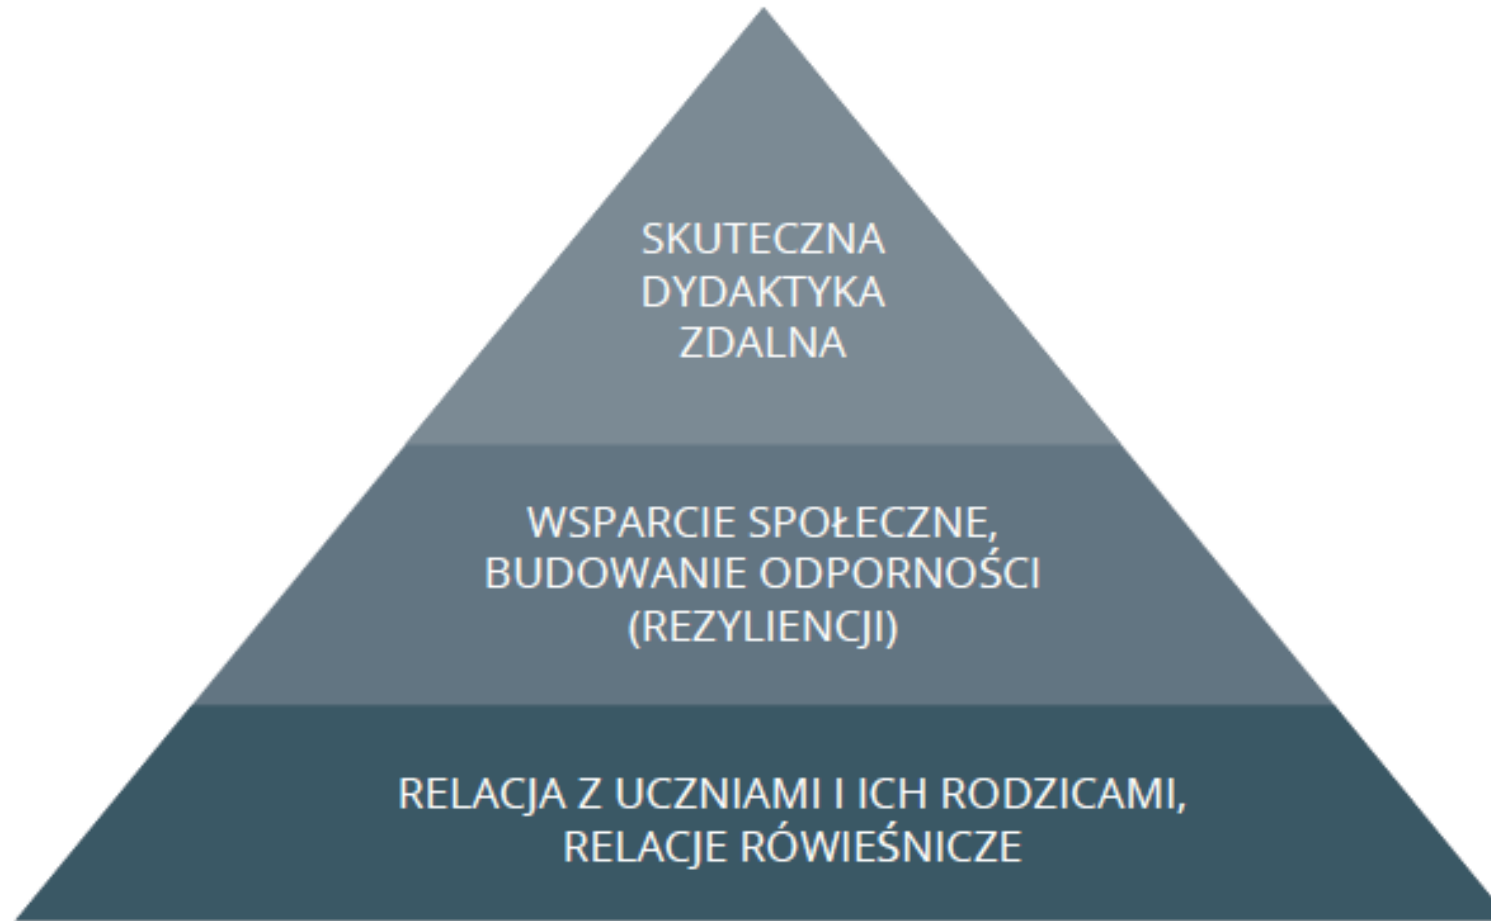 SKUTECZNA
DYDAKTYKA
ZDALNA
WSPARCIE SPOŁECZNE,
BUDOWANIE ODPORNOŚCI
(REZYLIENCJI)
RELACJA Z UCZNIAMI I ICH RODZICAMI,
RELACJE RÓWIEŚNICZE